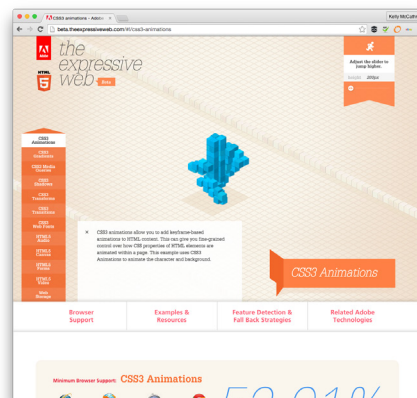 CSS3 animations - Adobe
Kelly McCath
beta.theexpressiveweb.com/#!/css3-animations
Adobe
the
expressive
web
Beta
HTML
5
Adjust the slider to
jump higher.
height 200px
CSS3
Animations
CSS3
Gradients
CSS3 Media
Queries
CSS3
Shadows
CSS3
Transforms
CSS3
Transitions
CSS3
Web Fonts
HTML5
Audio
HTML5
Canvas
HTML5
Forms
HTML5
Video
Web
Storage
CSS3 animations allow you to add keyframe-based
animations to HTML content. This can give you fine-grained
control over how CSS properties of HTML elements are
animated within a page. This example uses CSS3
Animations to animate the character and background.
CSS3 Animations
Browser
Support
Examples &
Resources
Feature Detection &
Fall Back Strategies
Related Adobe
Technologies
Minimum Browser Support: CSS3 Animations